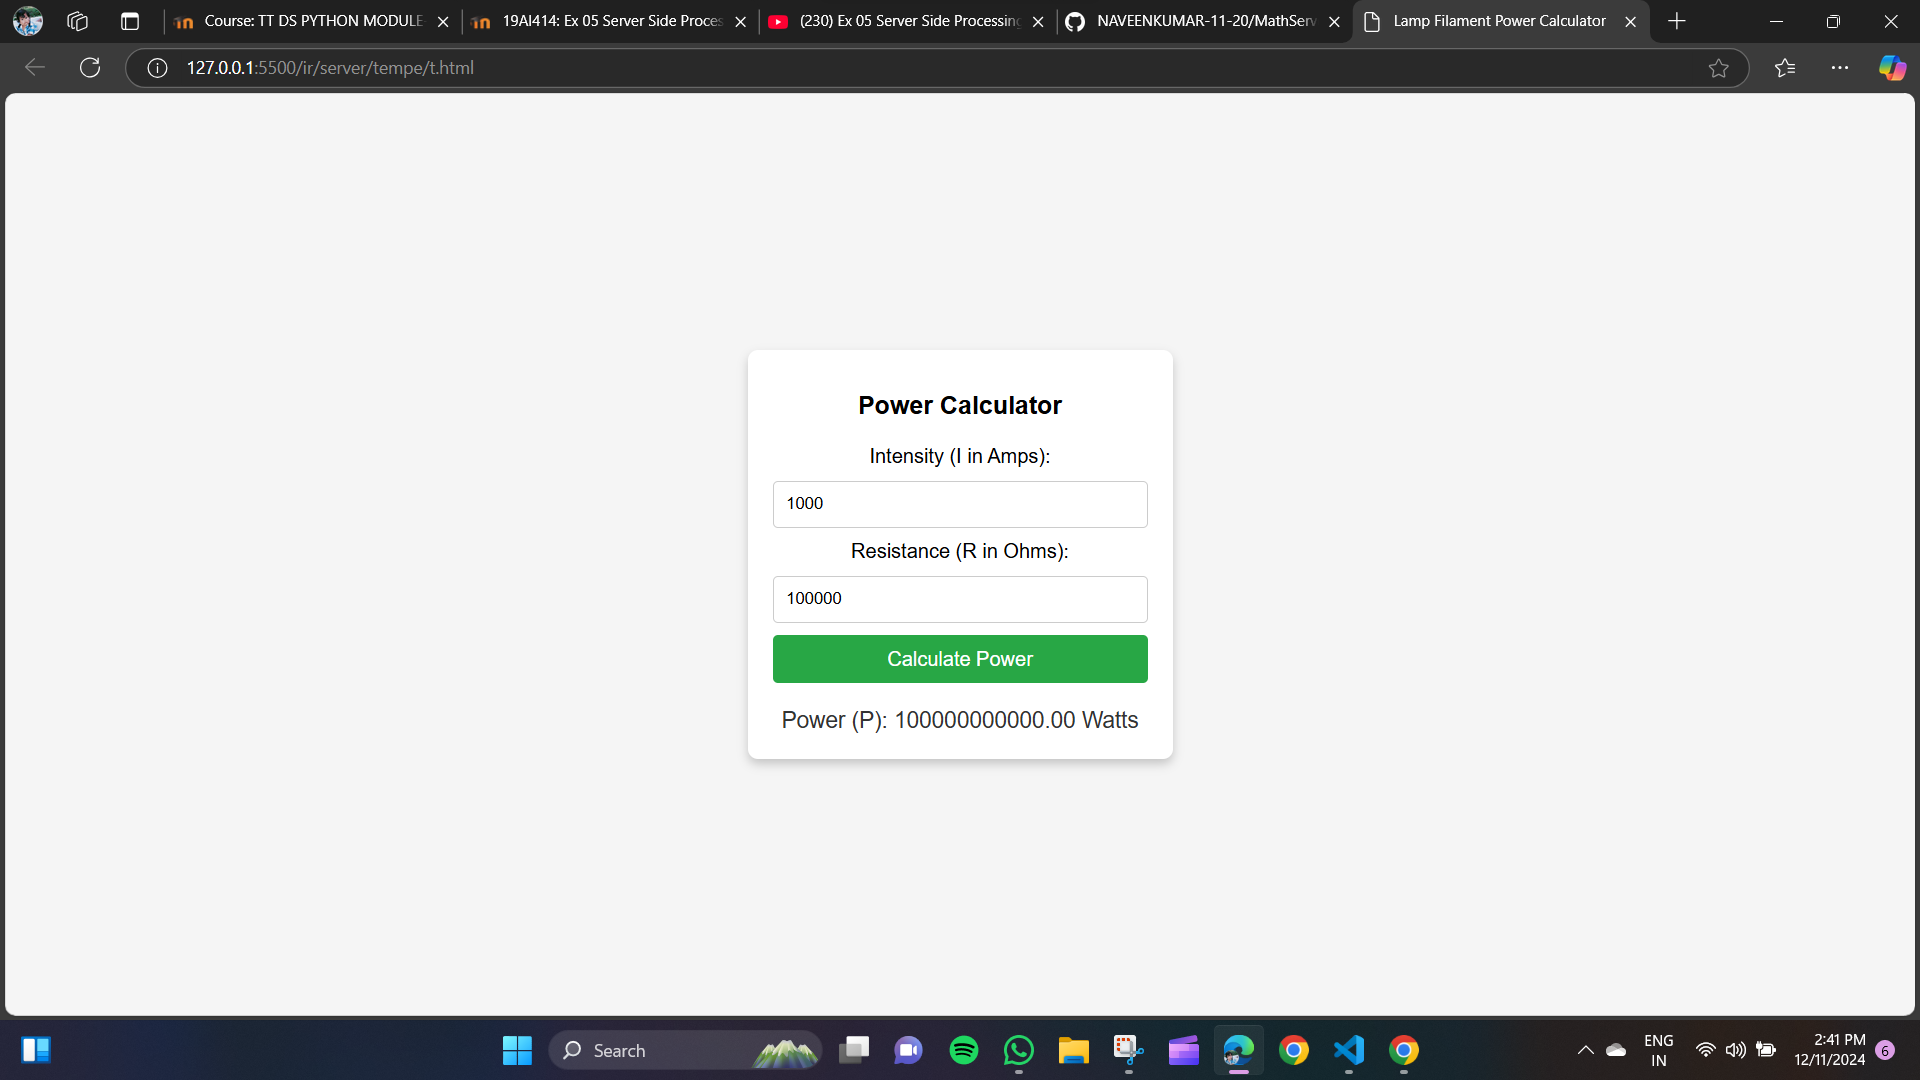 Course: TT DS PYTHON MODULE-
19AI414: Ex 05 Server Side Proces
(230) Ex 05 Server Side Processing
NAVEENKUMAR-11-20/MathServ
Lamp Filament Power Calculator
127.0.0.1:5500/ir/server/tempe/t.html
Power Calculator
Intensity (I in Amps):
1000
Resistance (R in Ohms):
100000
Calculate Power
Power (P): 100000000000.00 Watts
Search
ENG
IN
2:41 PM
12/11/2024
6